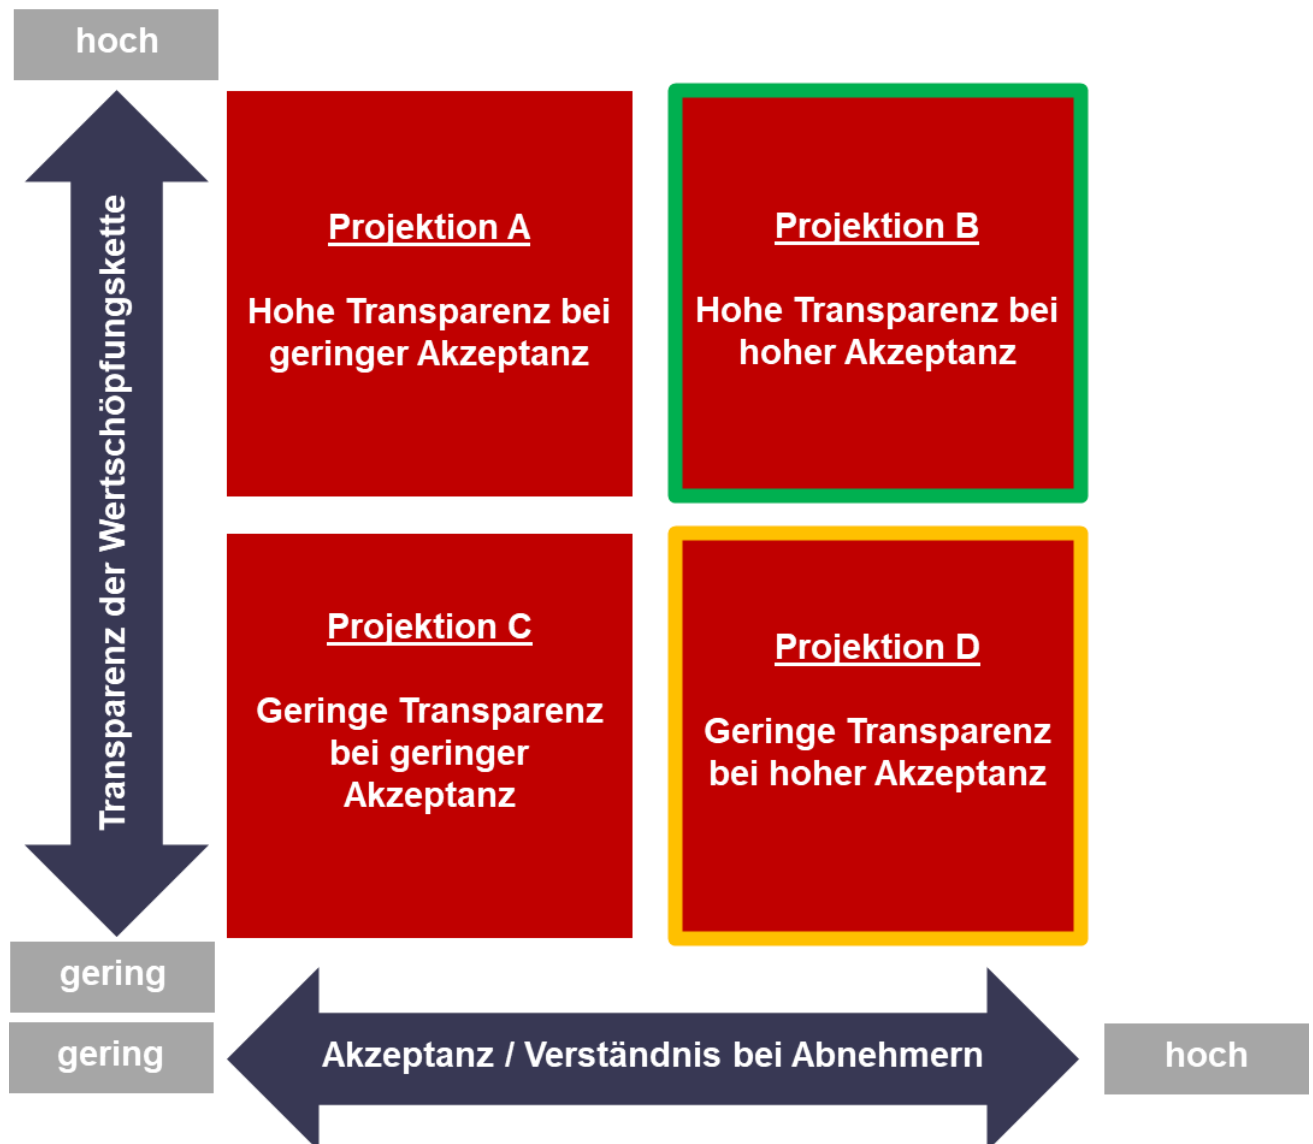 hoch
Transparenz der Wertschöpfungskette
Projektion A
Hohe Transparenz bei
geringer Akzeptanz
Projektion B
Hohe Transparenz bei
hoher Akzeptanz
Projektion C
Geringe Transparenz
bei geringer
Akzeptanz
Projektion D
Geringe Transparenz
bei hoher Akzeptanz
gering
gering
Akzeptanz / Verständnis bei Abnehmern
hoch